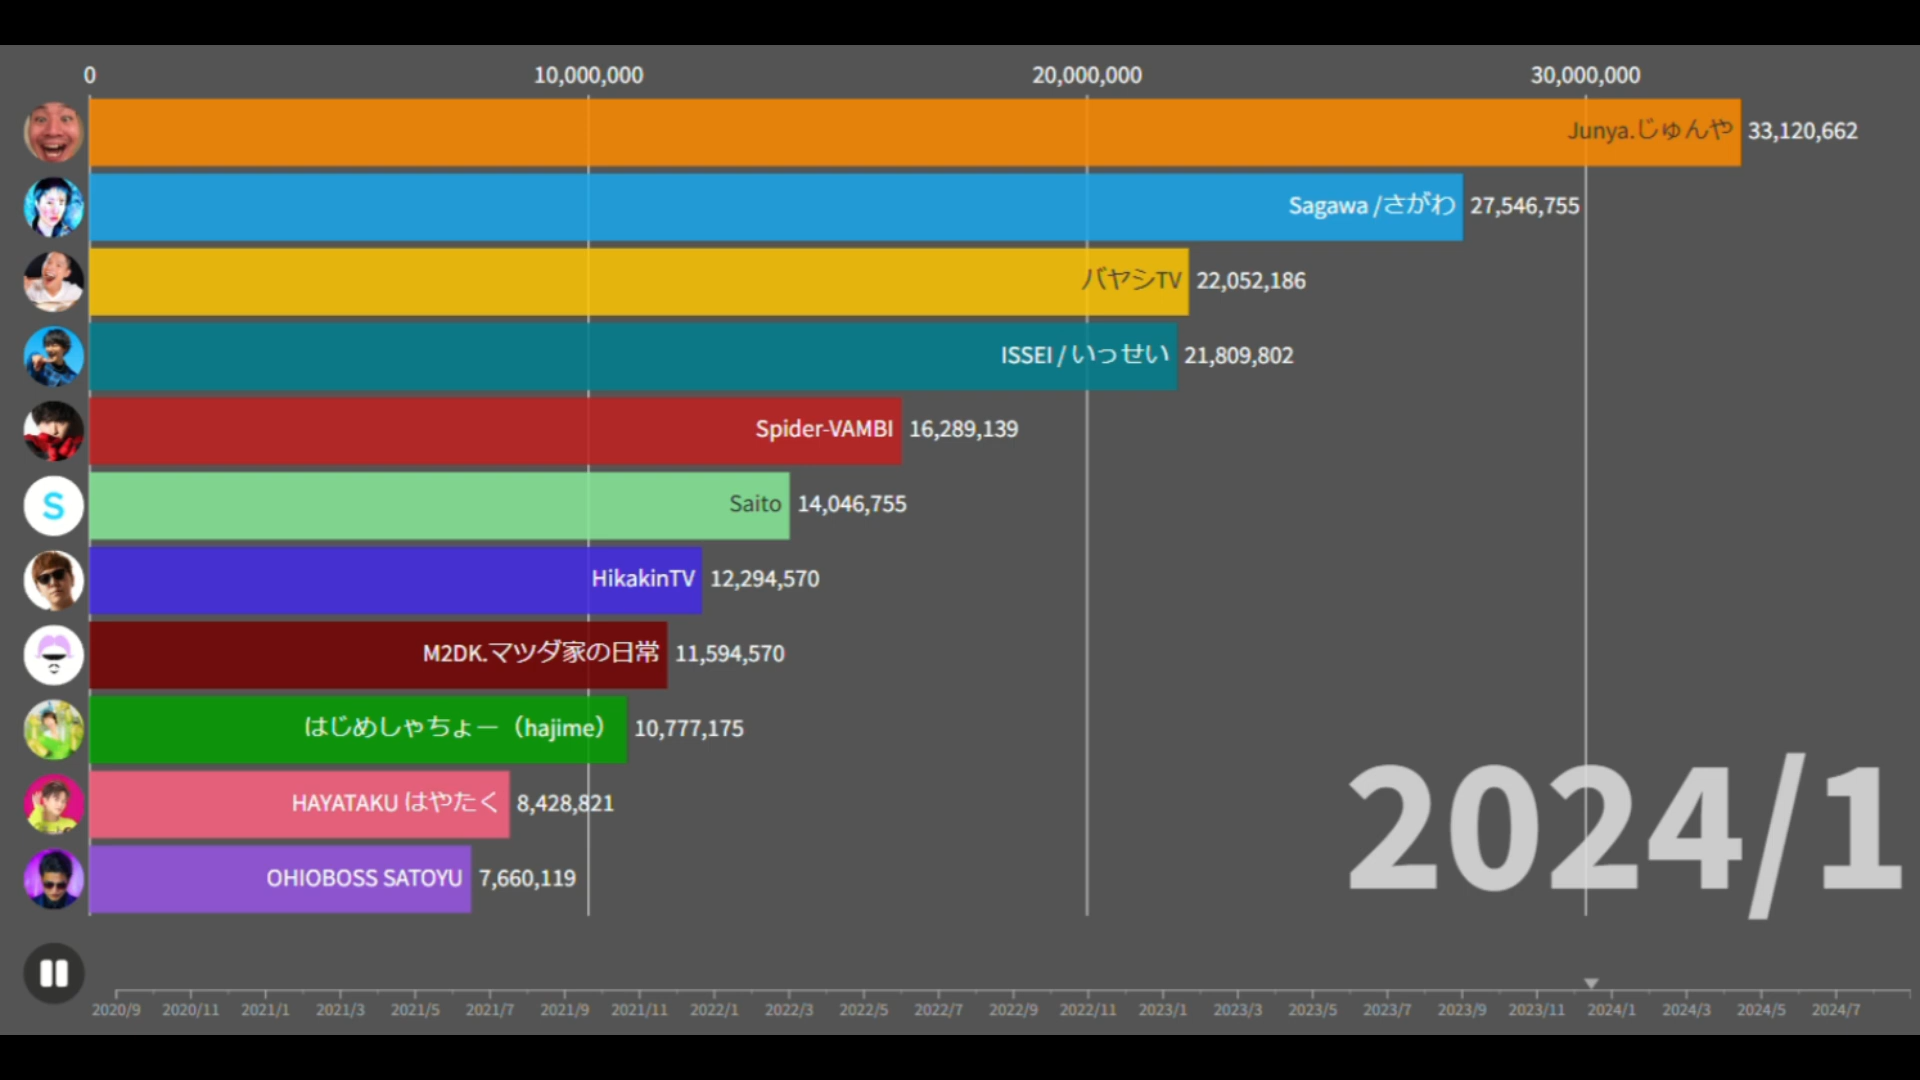 0 10,000,000 20,000,000 30,000,000
Junya.じゅんや 33,120,662
Sagawa /さがわ 27,546,755
バヤシTV 22,052,186
ISSEI / いっせい 21,809,802
Spider-VAMBI 16,289,139
S Saito 14,046,755
HikakinTV 12,294,570
M2DK.マツダ家の日常 11,594,570
はじめしゃちょー（hajime） 10,777,175
HAYATAKU はやたく 8,428,821
OHIOBOSS SATOYU 7,660,119
2024/1
2020/9 2020/11 2021/1 2021/3 2021/5 2021/7 2021/9 2021/11 2022/1 2022/3 2022/5 2022/7 2022/9 2022/11 2023/1 2023/3 2023/5 2023/7 2023/9 2023/11 2024/1 2024/3 2024/5 2024/7